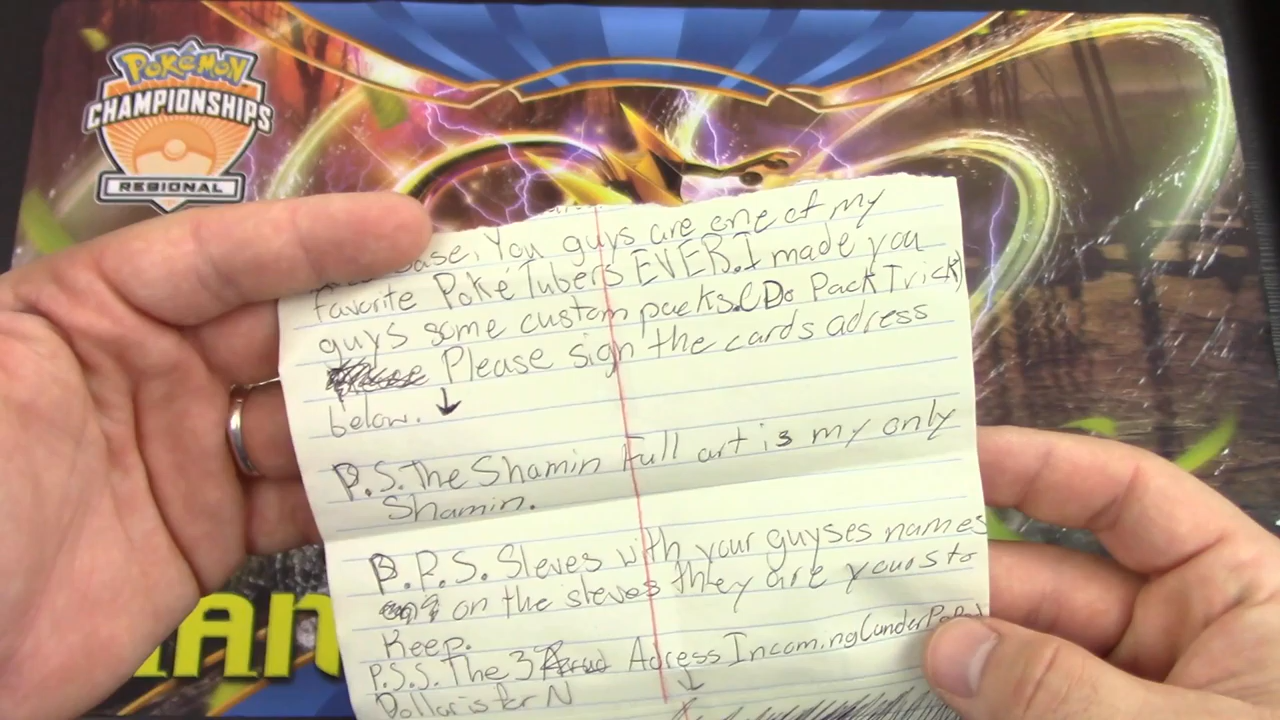 POKéMON
CHAMPIONSHIPS
REGIONAL
ase, You guys are one of my
favorite PokéTubers EVER. I made you
guys some custom packs. (Do Pack Trick)
Please sign the cards adress
below. ↓
P.S. The Shamin Full art is my only
Shamin.
P.P.S. Sleves with your guyses names
on the sleves they are yours to
Keep.
P.S.S. The 3 Adress Incoming (under
Dollar is for N
↓
AN